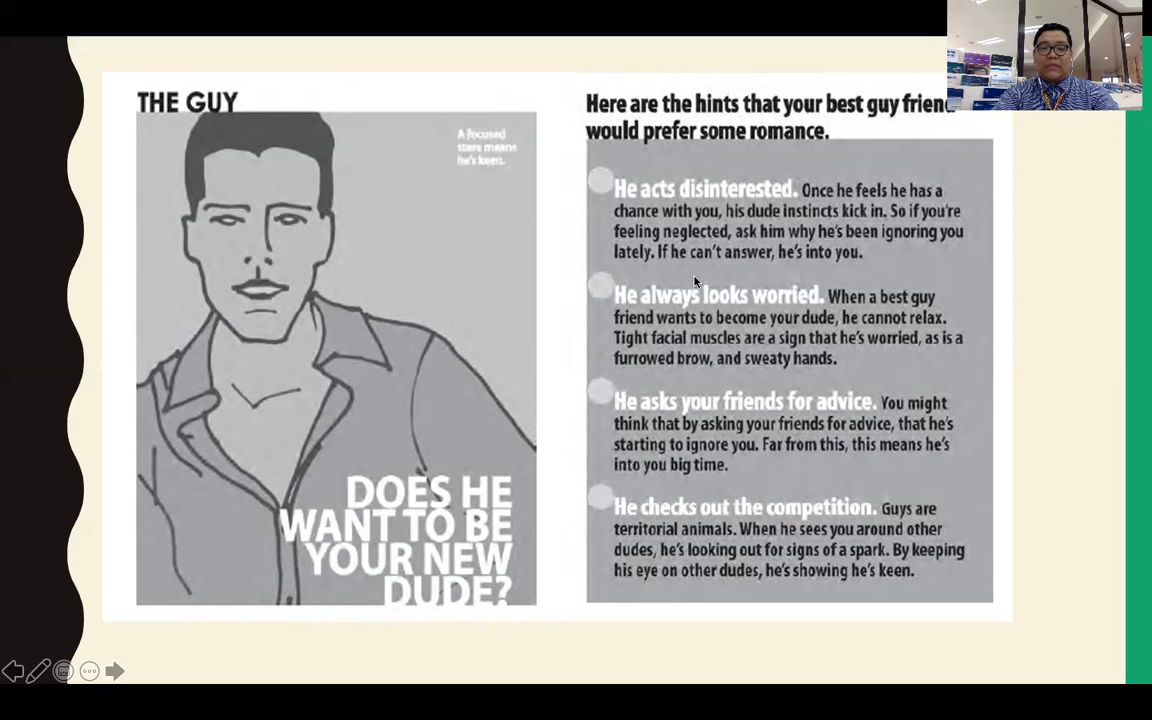 THE GUY
A focused
stare means
he's keen.
DOES HE
WANT TO BE
YOUR NEW
DUDE?
Here are the hints that your best guy frien
would prefer some romance.
He acts disinterested. Once he feels he has a
chance with you, his dude instincts kick in. So if you're
feeling neglected, ask him why he's been ignoring you
lately. If he can't answer, he's into you.
He always looks worried. When a best guy
friend wants to become your dude, he cannot relax.
Tight facial muscles are a sign that he's worried, as is a
furrowed brow, and sweaty hands.
He asks your friends for advice. You might
think that by asking your friends for advice, that he's
starting to ignore you. Far from this, this means he's
into you big time.
He checks out the competition. Guys are
territorial animals. When he sees you around other
dudes, he's looking out for signs of a spark. By keeping
his eye on other dudes, he's showing he's keen.